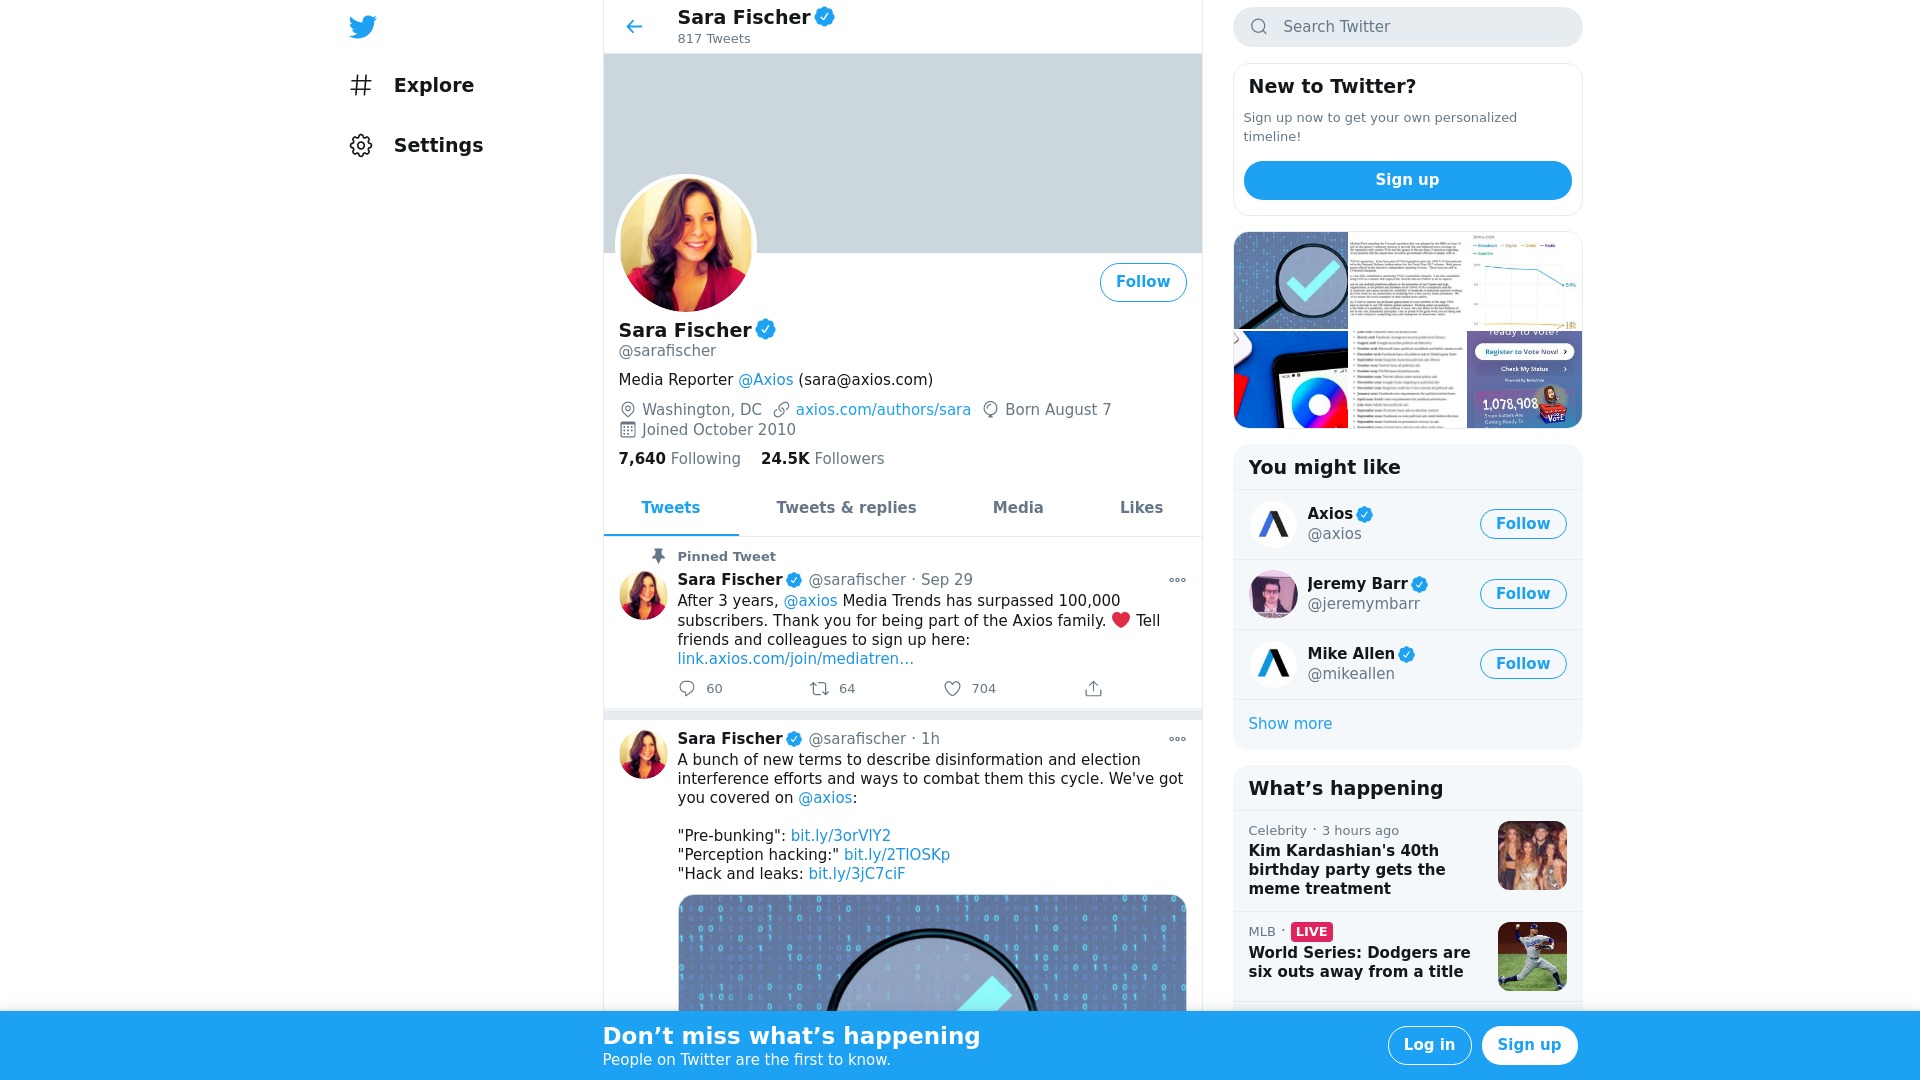 Explore
Settings
Sara Fischer
817 Tweets
Follow
Sara Fischer
@sarafischer
Media Reporter @Axios (sara@axios.com)
Washington, DC axios.com/authors/sara Born August 7
Joined October 2010
7,640 Following 24.5K Followers
Tweets Tweets & replies Media Likes
Pinned Tweet
Sara Fischer @sarafischer · Sep 29
After 3 years, @axios Media Trends has surpassed 100,000
subscribers. Thank you for being part of the Axios family. ❤️ Tell
friends and colleagues to sign up here:
link.axios.com/join/mediatren…
60 64 704
Sara Fischer @sarafischer · 1h
A bunch of new terms to describe disinformation and election
interference efforts and ways to combat them this cycle. We've got
you covered on @axios:
"Pre-bunking": bit.ly/3orVlY2
"Perception hacking:" bit.ly/2TIOSKp
"Hack and leaks: bit.ly/3jC7ciF
Search Twitter
New to Twitter?
Sign up now to get your own personalized
timeline!
Sign up
ready to vote?
Register to Vote Now!
Check My Status
1,078,908
VOTE
You might like
Axios
@axios
Follow
Jeremy Barr
@jeremymbarr
Follow
Mike Allen
@mikeallen
Follow
Show more
What’s happening
Celebrity · 3 hours ago
Kim Kardashian's 40th
birthday party gets the
meme treatment
MLB · LIVE
World Series: Dodgers are
six outs away from a title
Don’t miss what’s happening
People on Twitter are the first to know.
Log in
Sign up